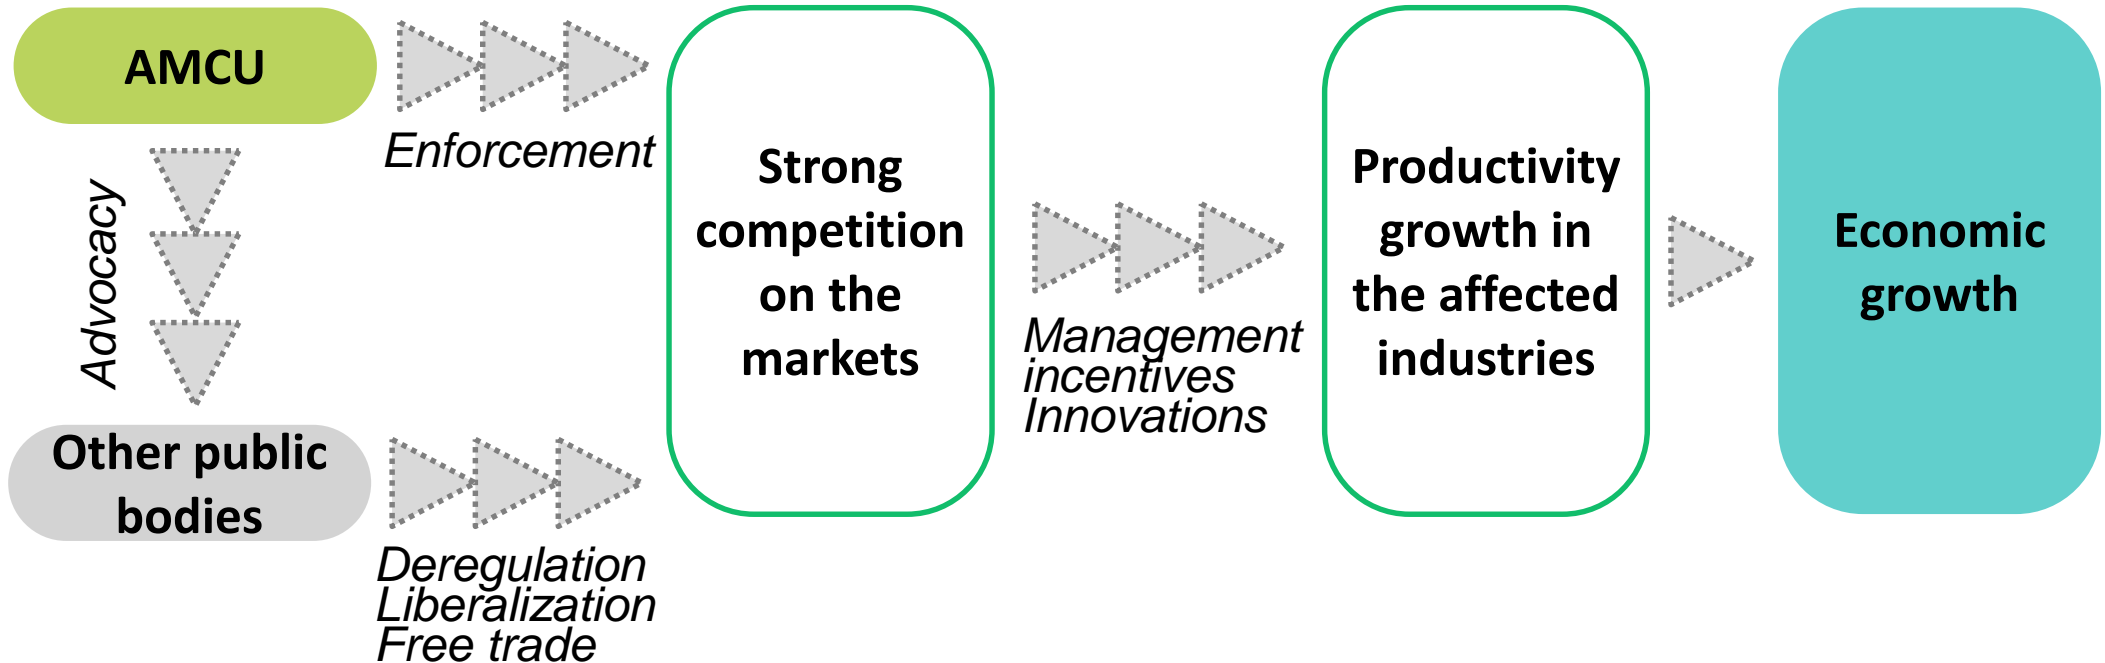 AMCU
Enforcement
Advocacy
Other public
bodies
Deregulation
Liberalization
Free trade
Strong
competition
on the
markets
Management
incentives
Innovations
Productivity
growth in
the affected
industries
Economic
growth